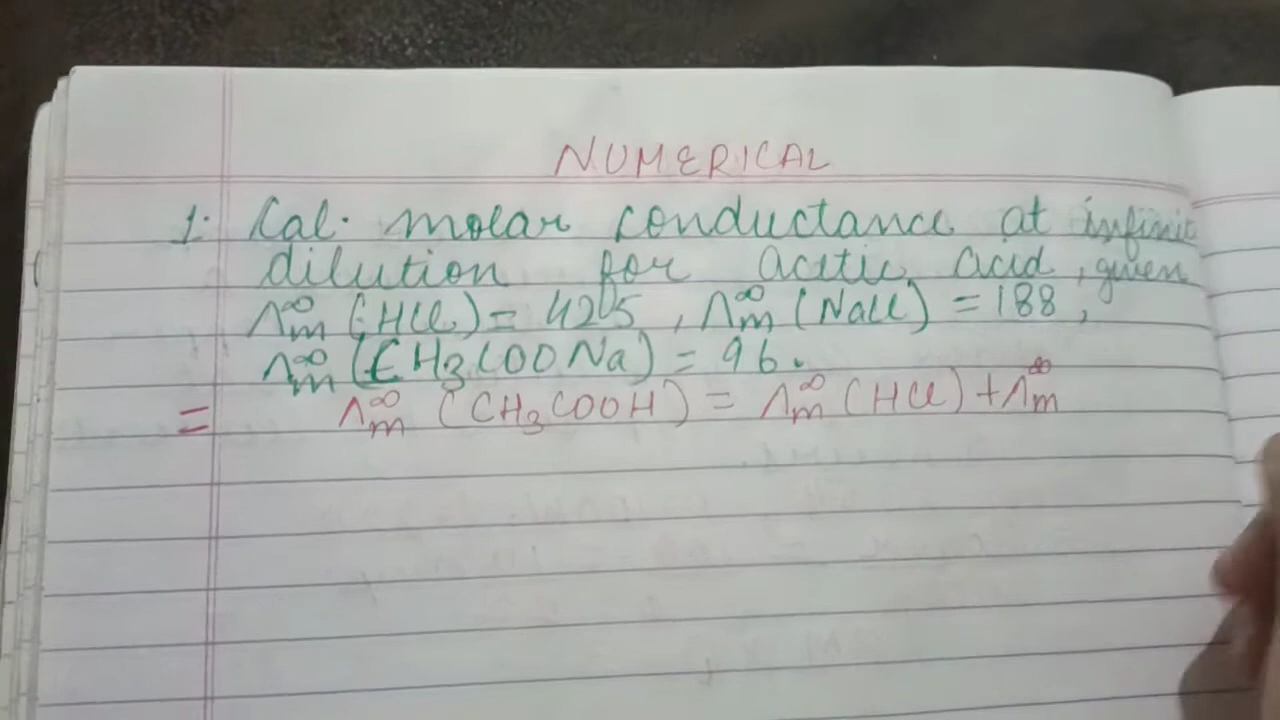 NUMERICAL
1. Cal. molar conductance at infinit
dilution for acetic acid, given
Λm∞ (HCl) = 425, Λm∞ (NaCl) = 188,
Λm∞ (CH3COONa) = 96.
= Λm∞ (CH3COOH) = Λm∞ (HCl) + Λm∞